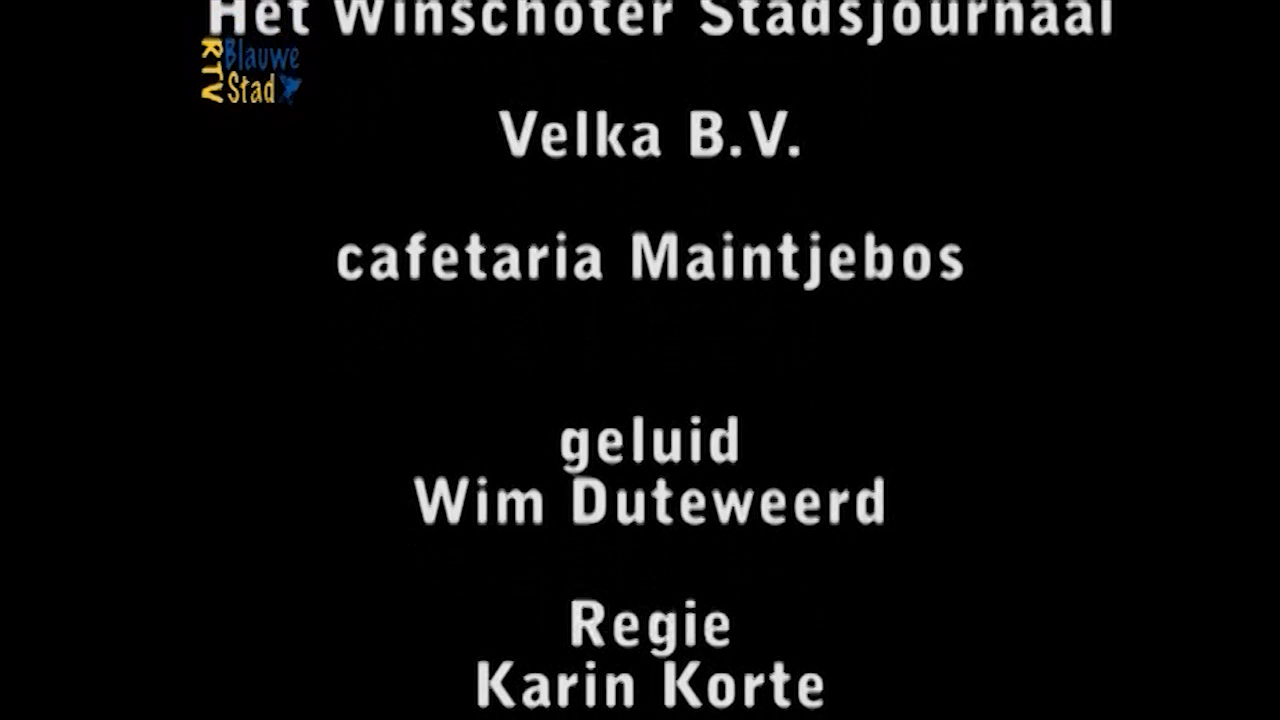 Het Winschoter Stadsjournaal
RTV Blauwe Stad
Velka B.V.
cafetaria Maintjebos
geluid
Wim Duteweerd
Regie
Karin Korte